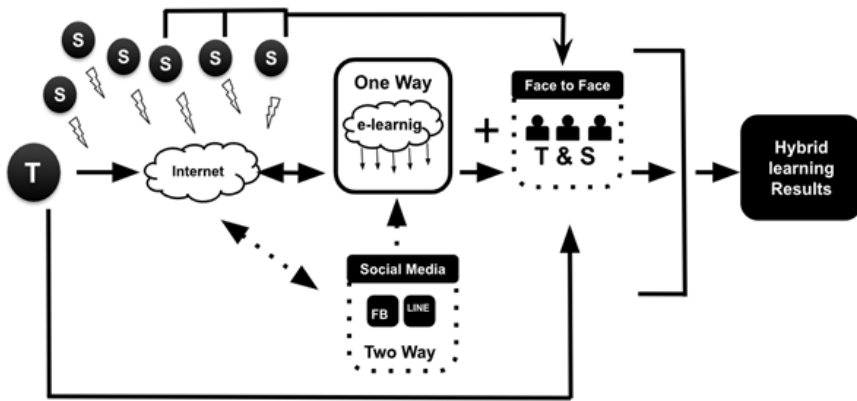 S
S
S
S
S
S
T
Internet
One Way
e-learnig
+
Face to Face
T & S
Hybrid
learning
Results
Social Media
FB
LINE
Two Way